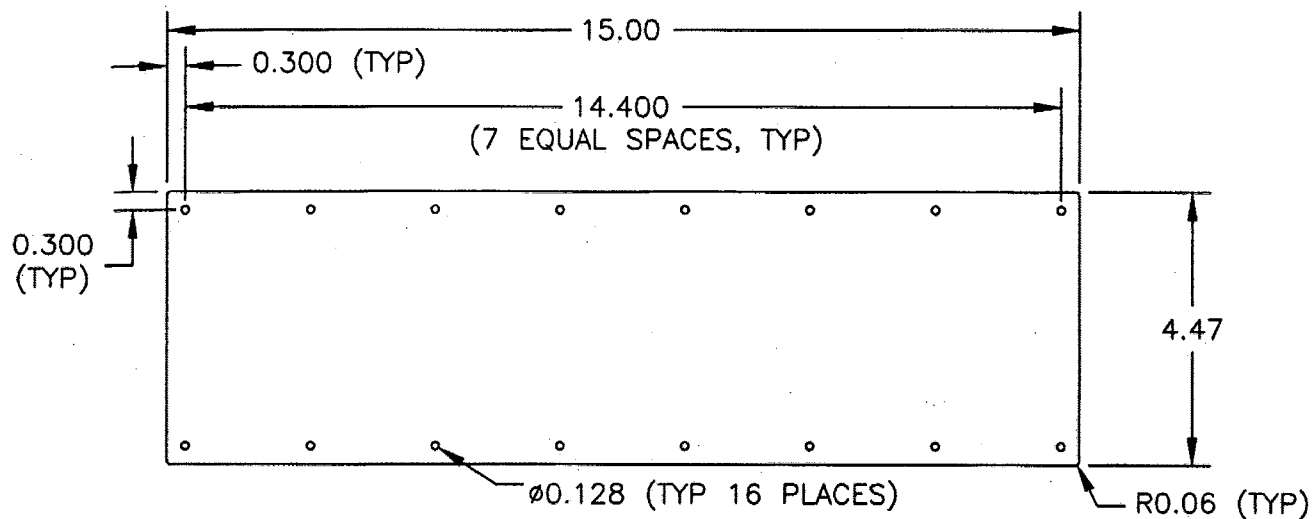 15.00
0.300 (TYP)
14.400
(7 EQUAL SPACES, TYP)
0.300
(TYP)
4.47
ø0.128 (TYP 16 PLACES)
R0.06 (TYP)